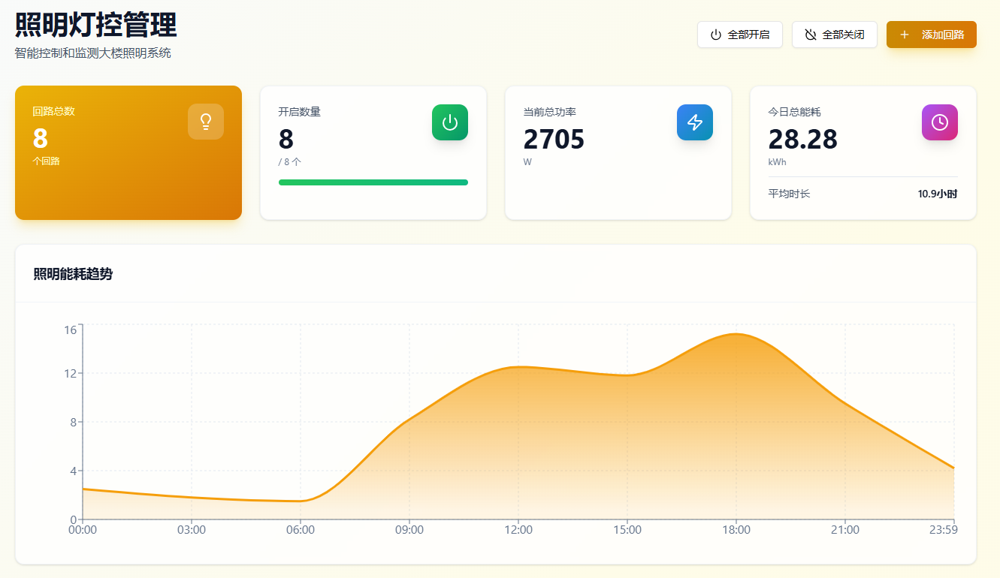 照明灯控管理
智能控制和监测大楼照明系统
全部开启
全部关闭
添加回路
回路总数
8
个回路
开启数量
8
/ 8 个
当前总功率
2705
W
今日总能耗
28.28
kWh
平均时长
10.9小时
照明能耗趋势
16
12
8
4
0
00:00
03:00
06:00
09:00
12:00
15:00
18:00
21:00
23:59